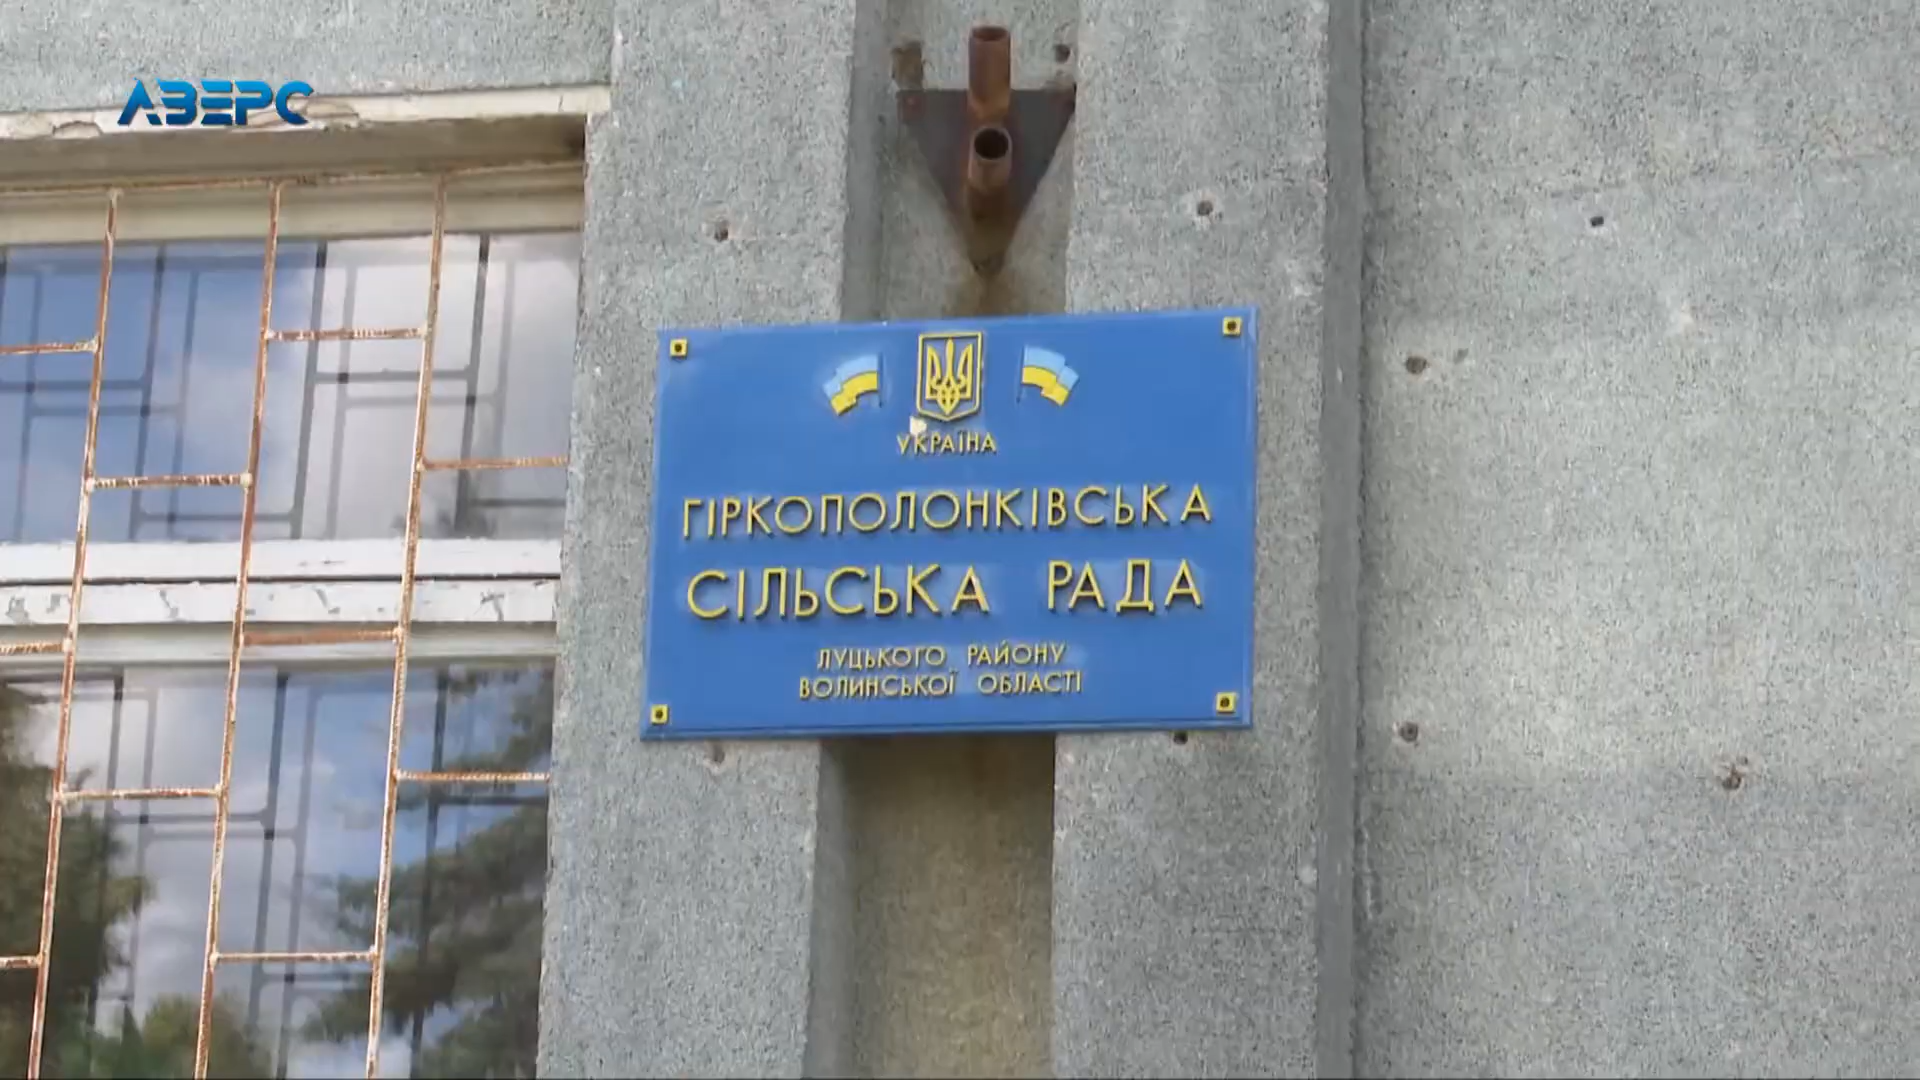 АВЕРС
УКРАЇНА
ГІРКОПОЛОНКІВСЬКА
СІЛЬСЬКА РАДА
ЛУЦЬКОГО РАЙОНУ
ВОЛИНСЬКОЇ ОБЛАСТІ